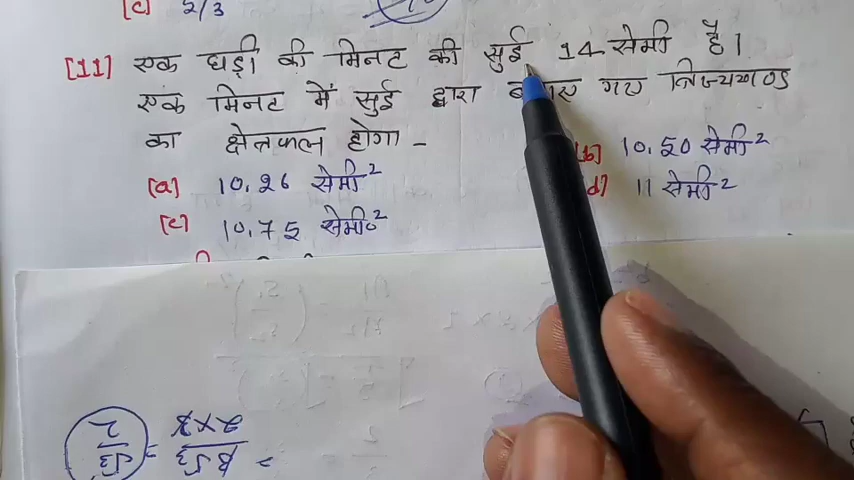 [c] 2/3
[11] एक घड़ी की मिनट की सुई 14 सेमी है।
एक मिनट में सुई द्वारा गए त्रिज्यखण्ड
का क्षेत्रफल होगा -
[a] 10.26 सेमी² [b] 10.50 सेमी²
[c] 10.75 सेमी² [d] 11 सेमी²